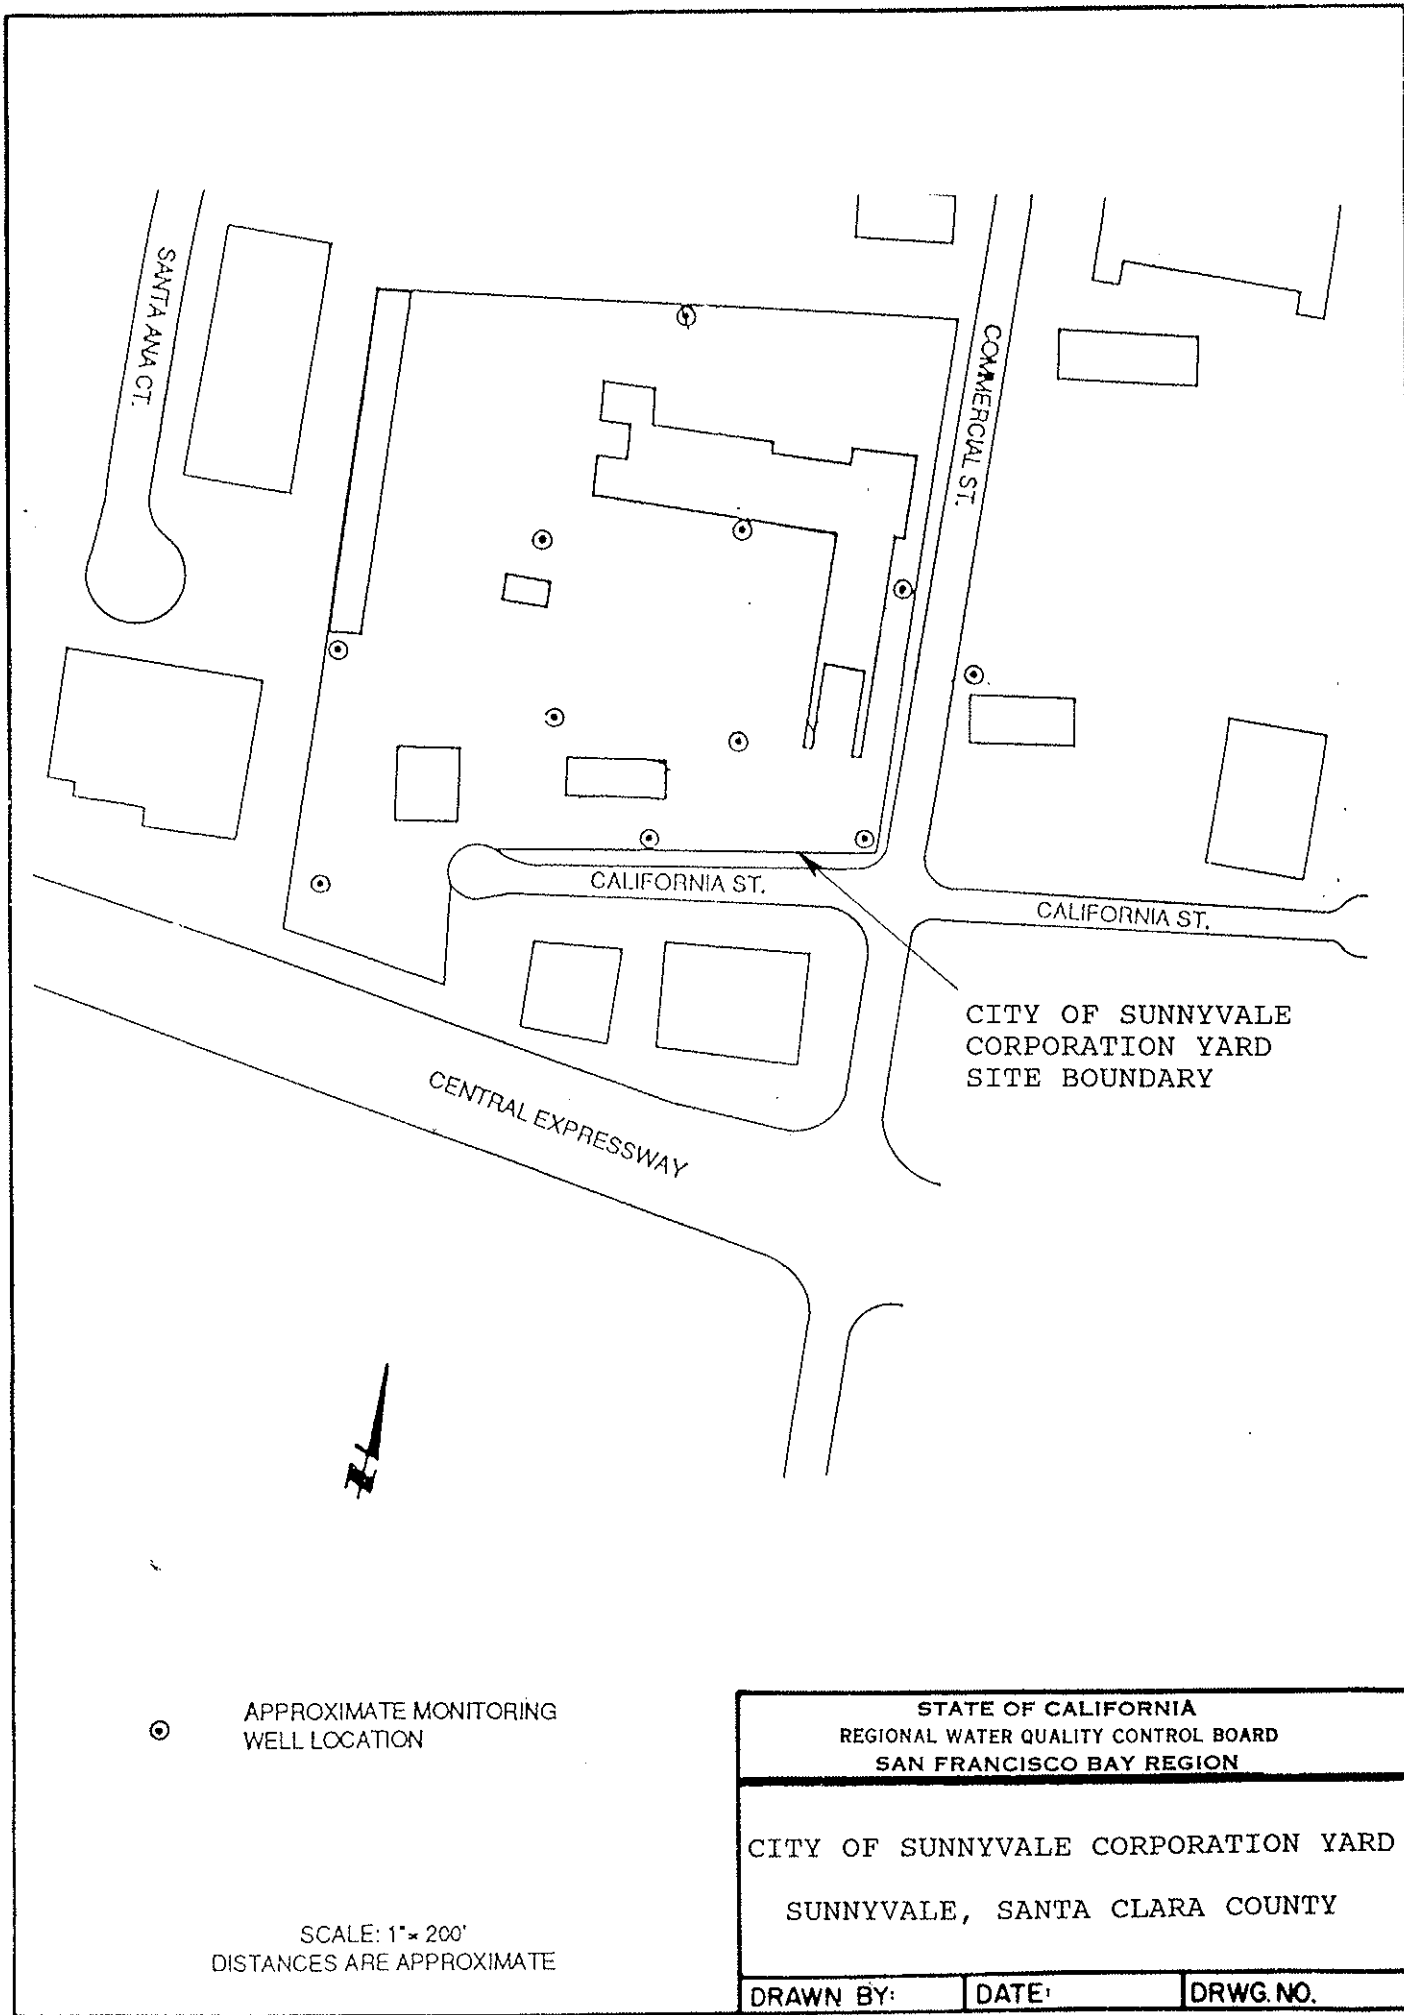 SANTA ANA CT.
COMMERCIAL ST.
CALIFORNIA ST.
CALIFORNIA ST.
CITY OF SUNNYVALE
CORPORATION YARD
SITE BOUNDARY
CENTRAL EXPRESSWAY
N
APPROXIMATE MONITORING
WELL LOCATION
SCALE: 1" = 200'
DISTANCES ARE APPROXIMATE
STATE OF CALIFORNIA
REGIONAL WATER QUALITY CONTROL BOARD
SAN FRANCISCO BAY REGION
CITY OF SUNNYVALE CORPORATION YARD
SUNNYVALE, SANTA CLARA COUNTY
DRAWN BY: DATE: DRWG. NO.